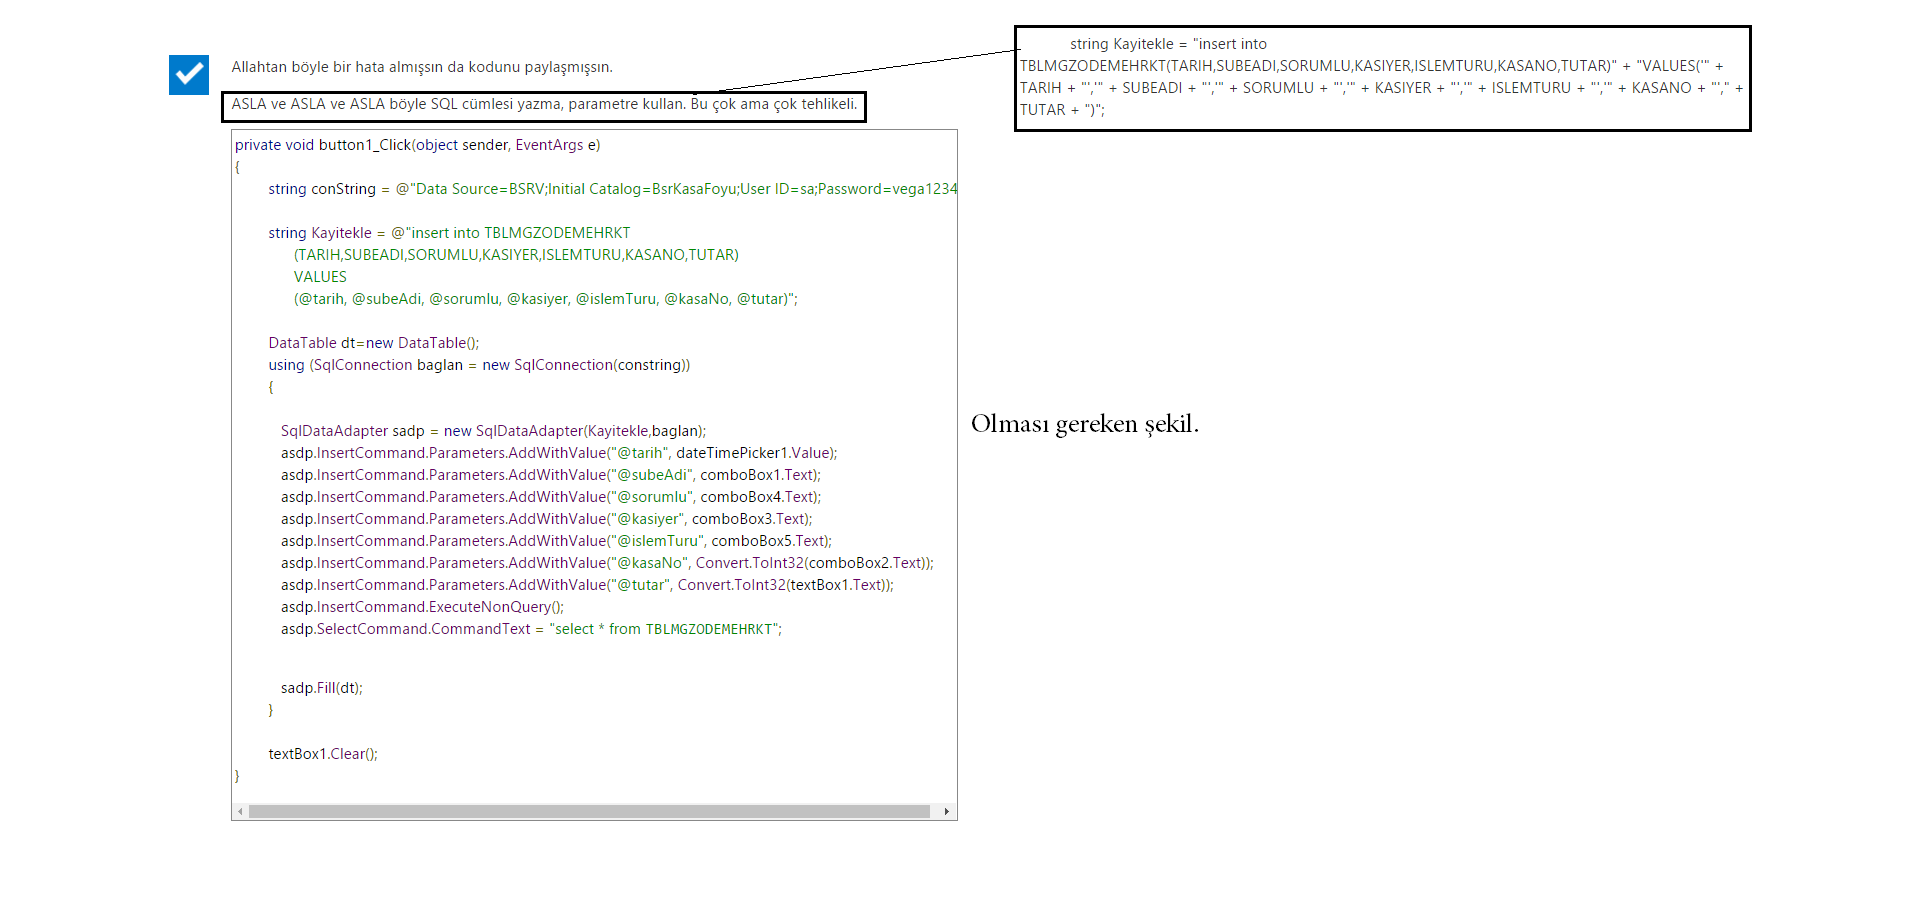 Allahtan böyle bir hata almışsın da kodunu paylaşmışsın.
ASLA ve ASLA ve ASLA böyle SQL cümlesi yazma, parametre kullan. Bu çok ama çok tehlikeli.
string Kayitekle = "insert into
TBLMGZODEMEHRKT(TARIH,SUBEADI,SORUMLU,KASIYER,ISLEMTURU,KASANO,TUTAR)" + "VALUES('" +
TARIH + "','" + SUBEADI + "','" + SORUMLU + "','" + KASIYER + "','" + ISLEMTURU + "','" + KASANO + "'," +
TUTAR + ")";
private void button1_Click(object sender, EventArgs e)
{
string conString = @"Data Source=BSRV;Initial Catalog=BsrKasaFoyu;User ID=sa;Password=vega1234
string Kayitekle = @"insert into TBLMGZODEMEHRKT
(TARIH,SUBEADI,SORUMLU,KASIYER,ISLEMTURU,KASANO,TUTAR)
VALUES
(@tarih, @subeAdi, @sorumlu, @kasiyer, @islemTuru, @kasaNo, @tutar)";
DataTable dt=new DataTable();
using (SqlConnection baglan = new SqlConnection(constring))
{
SqlDataAdapter sadp = new SqlDataAdapter(Kayitekle,baglan);
asdp.InsertCommand.Parameters.AddWithValue("@tarih", dateTimePicker1.Value);
asdp.InsertCommand.Parameters.AddWithValue("@subeAdi", comboBox1.Text);
asdp.InsertCommand.Parameters.AddWithValue("@sorumlu", comboBox4.Text);
asdp.InsertCommand.Parameters.AddWithValue("@kasiyer", comboBox3.Text);
asdp.InsertCommand.Parameters.AddWithValue("@islemTuru", comboBox5.Text);
asdp.InsertCommand.Parameters.AddWithValue("@kasaNo", Convert.ToInt32(comboBox2.Text));
asdp.InsertCommand.Parameters.AddWithValue("@tutar", Convert.ToInt32(textBox1.Text));
asdp.InsertCommand.ExecuteNonQuery();
asdp.SelectCommand.CommandText = "select * from TBLMGZODEMEHRKT";
sadp.Fill(dt);
}
textBox1.Clear();
}
Olması gereken şekil.